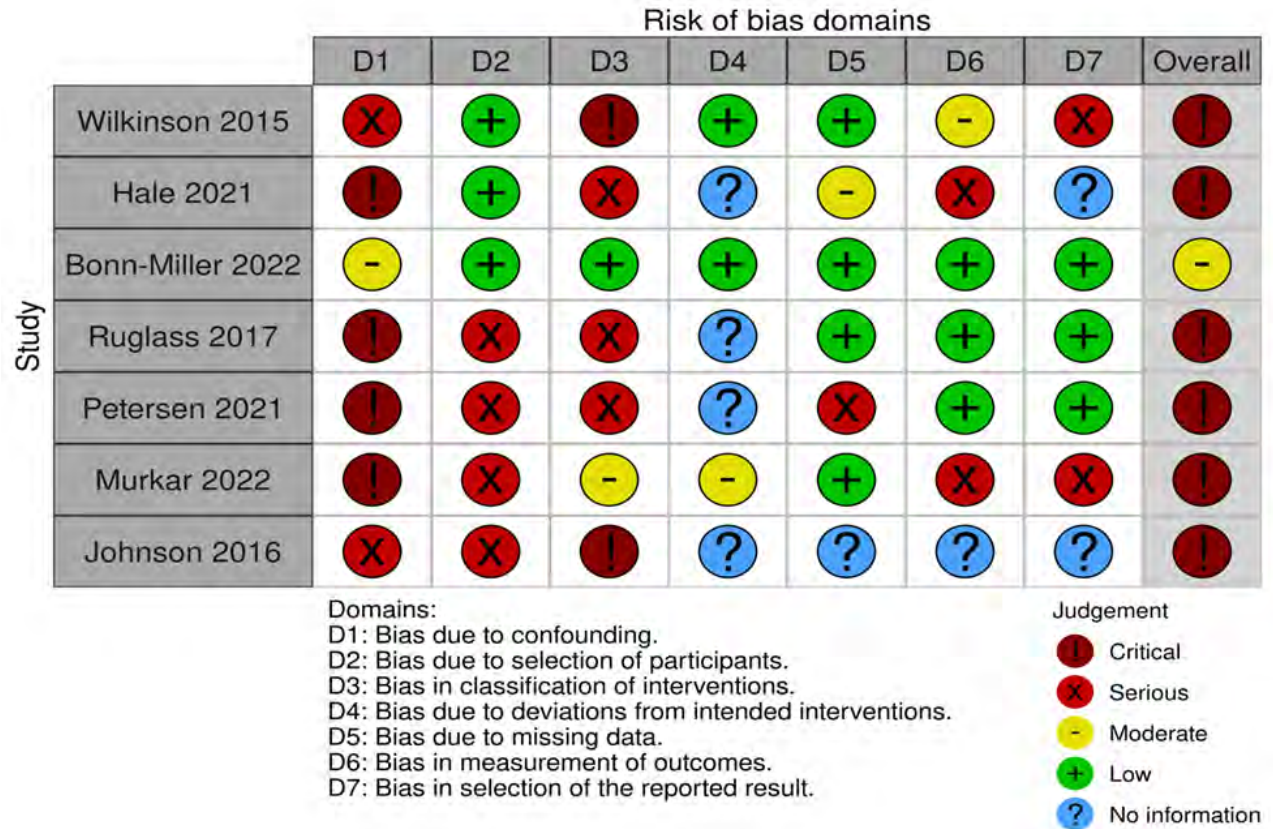 Risk of bias domains
D1 D2 D3 D4 D5 D6 D7 Overall
Study
Wilkinson 2015 X + ! + + - X !
Hale 2021 ! + X ? - X ? !
Bonn-Miller 2022 - + + + + + + -
Ruglass 2017 ! X X ? + + + !
Petersen 2021 ! X X ? X + + !
Murkar 2022 ! X - - + X X !
Johnson 2016 X X ! ? ? ? ? !
Domains:
D1: Bias due to confounding.
D2: Bias due to selection of participants.
D3: Bias in classification of interventions.
D4: Bias due to deviations from intended interventions.
D5: Bias due to missing data.
D6: Bias in measurement of outcomes.
D7: Bias in selection of the reported result.
Judgement
! Critical
X Serious
- Moderate
+ Low
? No information